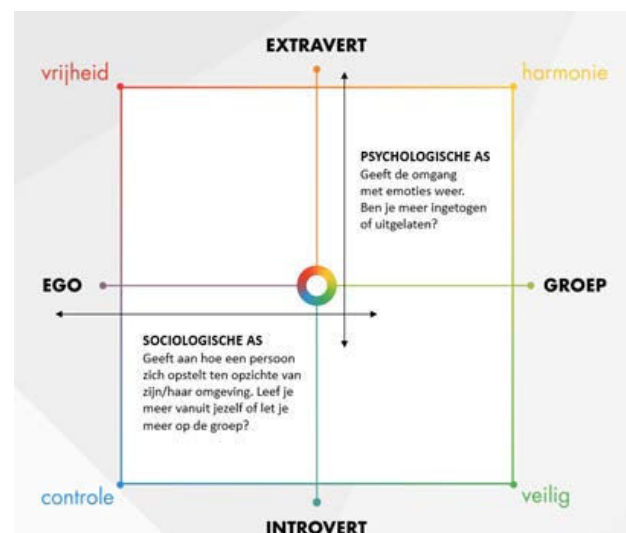 EXTRAVERT
vrijheid
harmonie
PSYCHOLOGISCHE AS
Geeft de omgang
met emoties weer.
Ben je meer ingetogen
of uitgelaten?
EGO
GROEP
SOCIOLOGISCHE AS
Geeft aan hoe een persoon
zich opstelt ten opzichte van
zijn/haar omgeving. Leef je
meer vanuit jezelf of let je
meer op de groep?
controle
veilig
INTROVERT